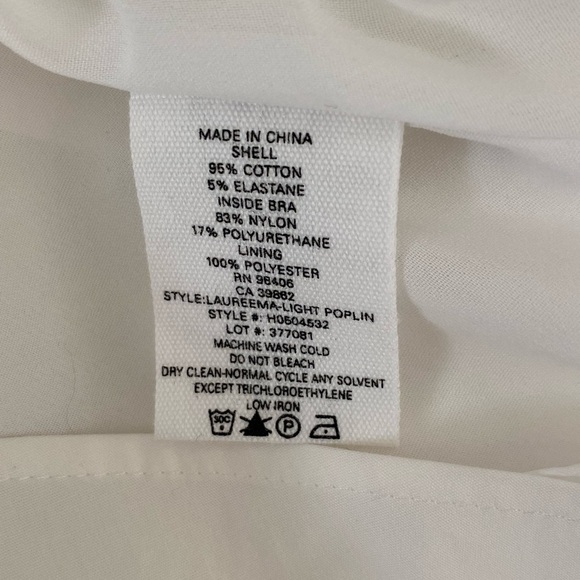 MADE IN CHINA
SHELL
95% COTTON
5% ELASTANE
INSIDE BRA
83% NYLON
17% POLYURETHANE
LINING
100% POLYESTER
RN 96406
CA 39862
STYLE:LAUREEMA-LIGHT POPLIN
STYLE #: H0504532
LOT #: 377081
MACHINE WASH COLD
DO NOT BLEACH
DRY CLEAN-NORMAL CYCLE ANY SOLVENT
EXCEPT TRICHLOROETHYLENE
LOW IRON
30C P